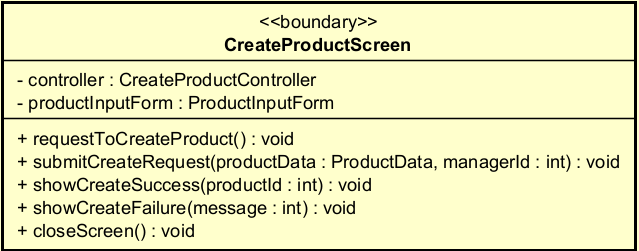 <<boundary>>
CreateProductScreen
- controller : CreateProductController
- productInputForm : ProductInputForm
+ requestToCreateProduct() : void
+ submitCreateRequest(productData : ProductData, managerId : int) : void
+ showCreateSuccess(productId : int) : void
+ showCreateFailure(message : int) : void
+ closeScreen() : void